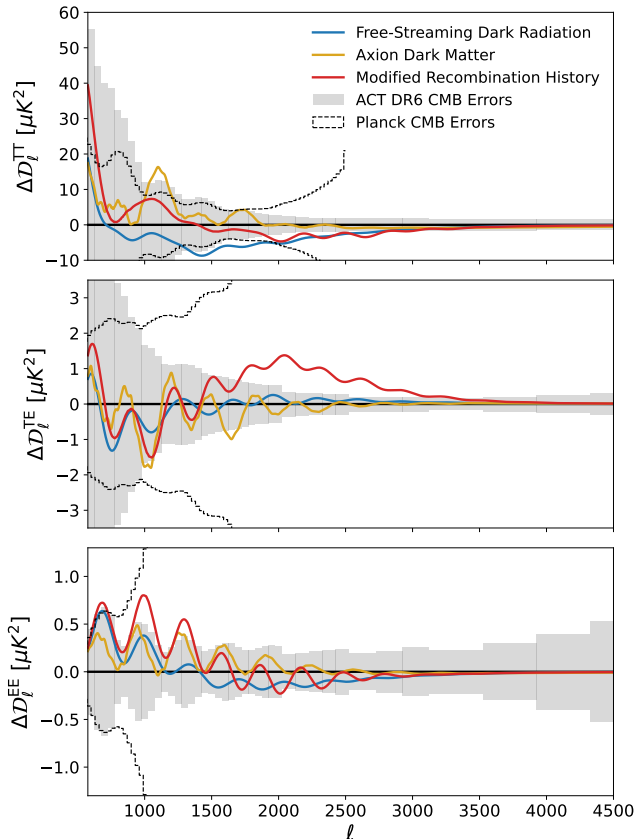 60
50
40
30
20
10
0
−10
ΔD_ℓ^TT [μK²]
Free-Streaming Dark Radiation
Axion Dark Matter
Modified Recombination History
ACT DR6 CMB Errors
Planck CMB Errors
3
2
1
0
−1
−2
−3
ΔD_ℓ^TE [μK²]
1.0
0.5
0.0
−0.5
−1.0
ΔD_ℓ^EE [μK²]
1000 1500 2000 2500 3000 3500 4000 4500
ℓ